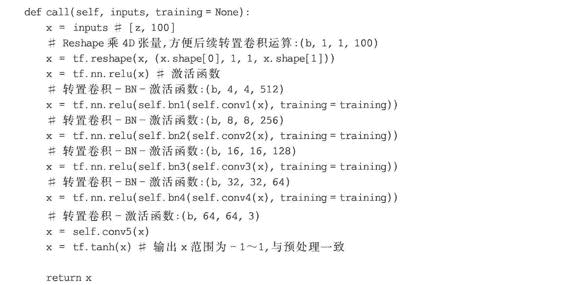 def call(self, inputs, training = None):
x = inputs # [z, 100]
# Reshape 乘 4D 张量,方便后续转置卷积运算:(b, 1, 1, 100)
x = tf.reshape(x, (x.shape[0], 1, 1, x.shape[1]))
x = tf.nn.relu(x) # 激活函数
# 转置卷积-BN-激活函数:(b, 4, 4, 512)
x = tf.nn.relu(self.bn1(self.conv1(x), training = training))
# 转置卷积-BN-激活函数:(b, 8, 8, 256)
x = tf.nn.relu(self.bn2(self.conv2(x), training = training))
# 转置卷积-BN-激活函数:(b, 16, 16, 128)
x = tf.nn.relu(self.bn3(self.conv3(x), training = training))
# 转置卷积-BN-激活函数:(b, 32, 32, 64)
x = tf.nn.relu(self.bn4(self.conv4(x), training = training))
# 转置卷积-激活函数:(b, 64, 64, 3)
x = self.conv5(x)
x = tf.tanh(x) # 输出 x 范围为 -1~1,与预处理一致
return x